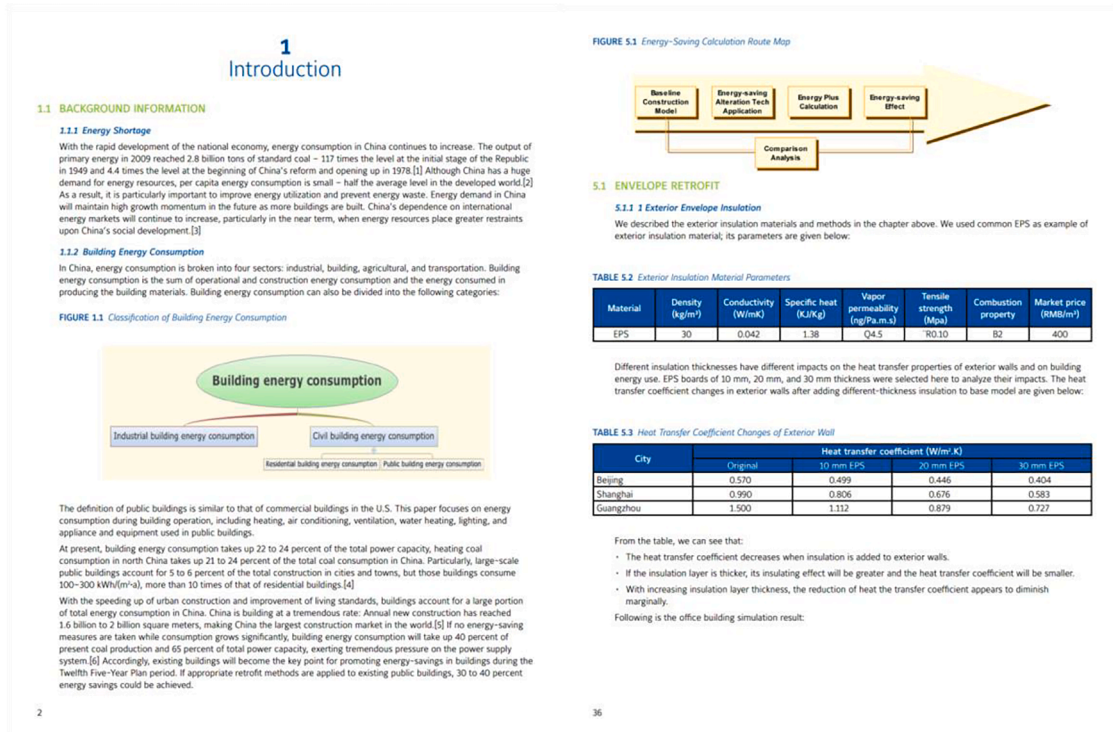 1
Introduction
1.1 BACKGROUND INFORMATION
1.1.1 Energy Shortage
With the rapid development of the national economy, energy consumption in China continues to increase. The output of
primary energy in 2009 reached 2.8 billion tons of standard coal – 117 times the level at the initial stage of the Republic
in 1949 and 4.4 times the level at the beginning of China's reform and opening up in 1978.[1] Although China has a huge
demand for energy resources, per capita energy consumption is small – half the average level in the developed world.[2]
As a result, it is particularly important to improve energy utilization and prevent energy waste. Energy demand in China
will maintain high growth momentum in the future as more buildings are built. China's dependence on international
energy markets will continue to increase, particularly in the near term, when energy resources place greater restraints
upon China's social development.[3]
1.1.2 Building Energy Consumption
In China, energy consumption is broken into four sectors: industrial, building, agricultural, and transportation. Building
energy consumption is the sum of operational and construction energy consumption and the energy consumed in
producing the building materials. Building energy consumption can also be divided into the following categories:
FIGURE 1.1 Classification of Building Energy Consumption
Building energy consumption
Industrial building energy consumption
Civil building energy consumption
Residential building energy consumption
Public building energy consumption
The definition of public buildings is similar to that of commercial buildings in the U.S. This paper focuses on energy
consumption during building operation, including heating, air conditioning, ventilation, water heating, lighting, and
appliance and equipment used in public buildings.
At present, building energy consumption takes up 22 to 24 percent of the total power capacity, heating coal
consumption in north China takes up 21 to 24 percent of the total coal consumption in China. Particularly, large-scale
public buildings account for 5 to 6 percent of the total construction in cities and towns, but those buildings consume
100–300 kWh/(m²·a), more than 10 times of that of residential buildings.[4]
With the speeding up of urban construction and improvement of living standards, buildings account for a large portion
of total energy consumption in China. China is building at a tremendous rate: Annual new construction has reached
1.6 billion to 2 billion square meters, making China the largest construction market in the world.[5] If no energy-saving
measures are taken while consumption grows significantly, building energy consumption will take up 40 percent of
present coal production and 65 percent of total power capacity, exerting tremendous pressure on the power supply
system.[6] Accordingly, existing buildings will become the key point for promoting energy-savings in buildings during the
Twelfth Five-Year Plan period. If appropriate retrofit methods are applied to existing public buildings, 30 to 40 percent
energy savings could be achieved.
2
FIGURE 5.1 Energy-Saving Calculation Route Map
Baseline
Construction
Model
Energy-saving
Alteration Tech
Application
Energy Plus
Calculation
Energy-saving
Effect
Comparison
Analysis
5.1 ENVELOPE RETROFIT
5.1.1 1 Exterior Envelope Insulation
We described the exterior insulation materials and methods in the chapter above. We used common EPS as example of
exterior insulation material; its parameters are given below:
TABLE 5.2 Exterior Insulation Material Parameters
Material Density (kg/m³) Conductivity (W/mK) Specific heat (KJ/Kg) Vapor permeability (ng/Pa.m.s) Tensile strength (Mpa) Combustion property Market price (RMB/m³)
EPS 30 0.042 1.38 Q4.5 ˜R0.10 B2 400
Different insulation thicknesses have different impacts on the heat transfer properties of exterior walls and on building
energy use. EPS boards of 10 mm, 20 mm, and 30 mm thickness were selected here to analyze their impacts. The heat
transfer coefficient changes in exterior walls after adding different-thickness insulation to base model are given below:
TABLE 5.3 Heat Transfer Coefficient Changes of Exterior Wall
City Heat transfer coefficient (W/m².K)
Original 10 mm EPS 20 mm EPS 30 mm EPS
Beijing 0.570 0.499 0.446 0.404
Shanghai 0.990 0.806 0.676 0.583
Guangzhou 1.500 1.112 0.879 0.727
From the table, we can see that:
• The heat transfer coefficient decreases when insulation is added to exterior walls.
• If the insulation layer is thicker, its insulating effect will be greater and the heat transfer coefficient will be smaller.
• With increasing insulation layer thickness, the reduction of heat the transfer coefficient appears to diminish
marginally.
Following is the office building simulation result:
36